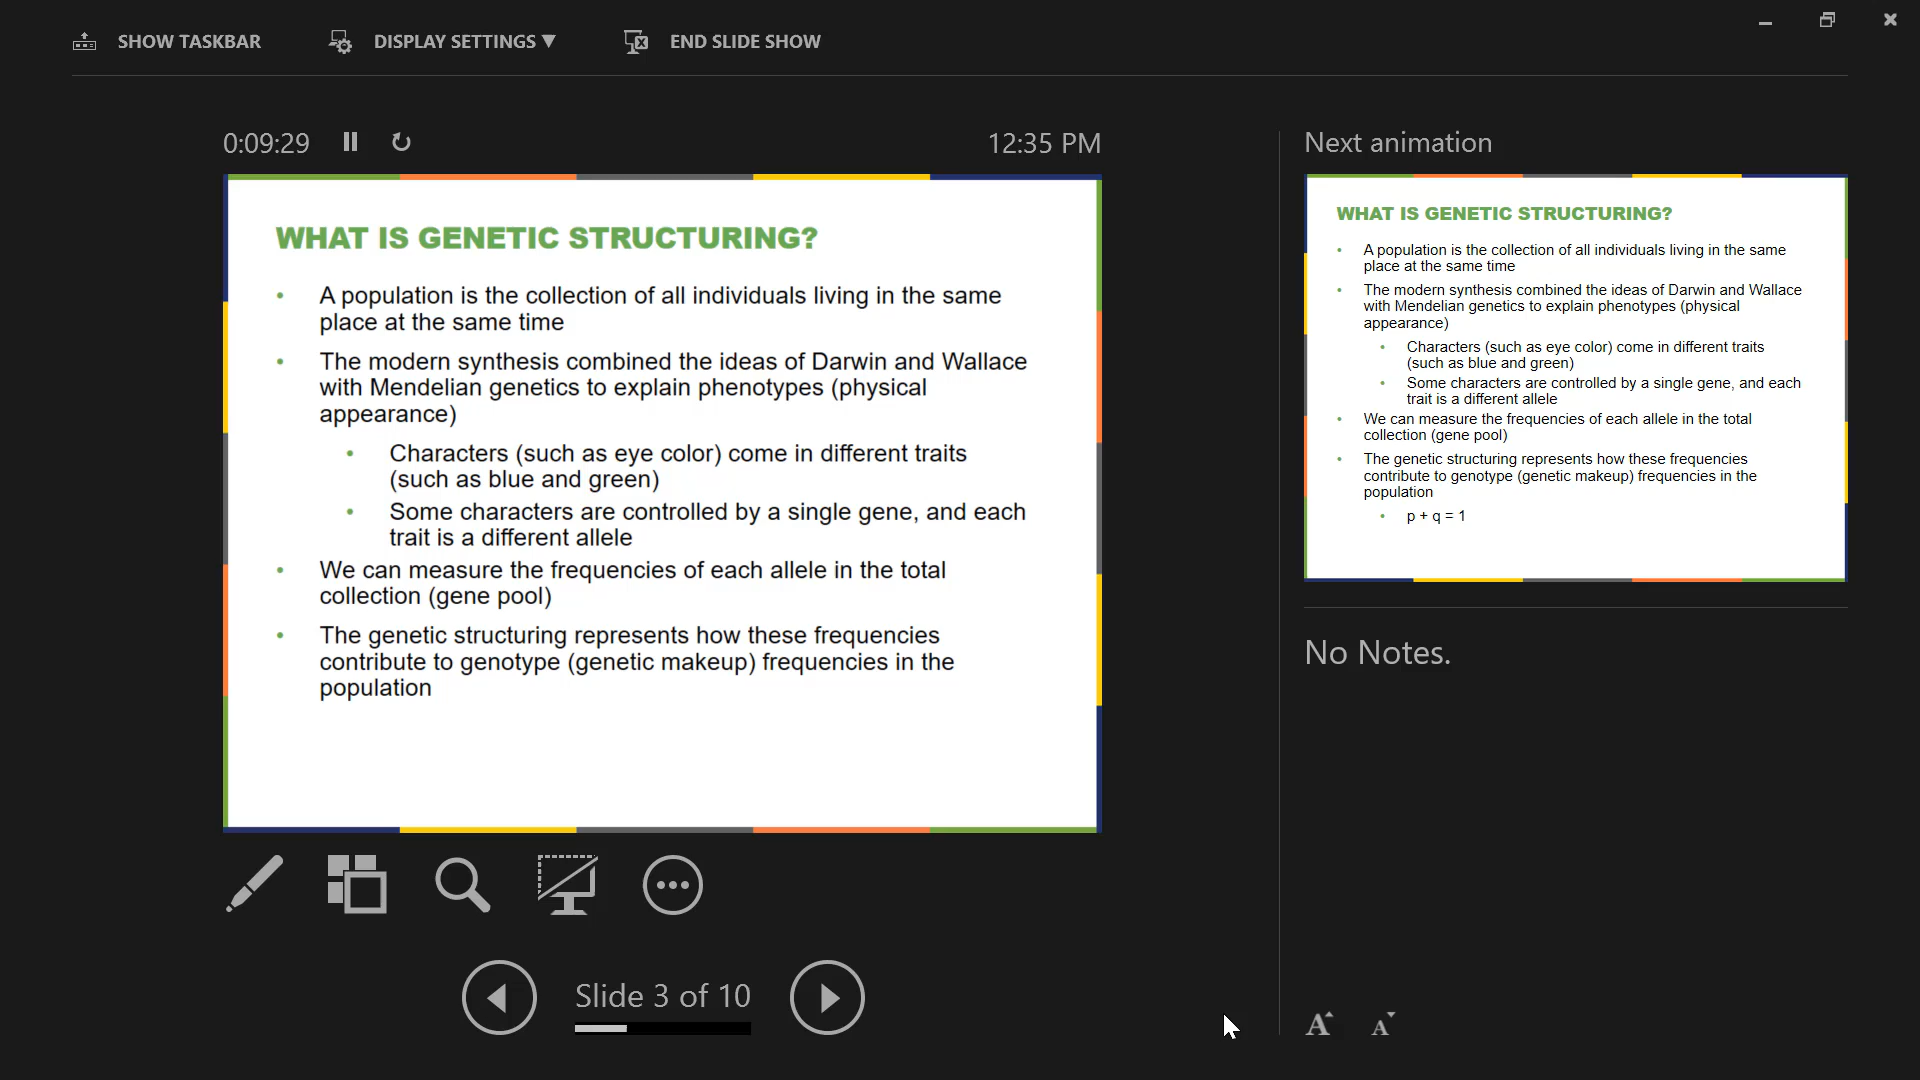 SHOW TASKBAR
DISPLAY SETTINGS ▼
END SLIDE SHOW
0:09:29
12:35 PM
WHAT IS GENETIC STRUCTURING?
• A population is the collection of all individuals living in the same
place at the same time
• The modern synthesis combined the ideas of Darwin and Wallace
with Mendelian genetics to explain phenotypes (physical
appearance)
• Characters (such as eye color) come in different traits
(such as blue and green)
• Some characters are controlled by a single gene, and each
trait is a different allele
• We can measure the frequencies of each allele in the total
collection (gene pool)
• The genetic structuring represents how these frequencies
contribute to genotype (genetic makeup) frequencies in the
population
Slide 3 of 10
Next animation
WHAT IS GENETIC STRUCTURING?
• A population is the collection of all individuals living in the same
place at the same time
• The modern synthesis combined the ideas of Darwin and Wallace
with Mendelian genetics to explain phenotypes (physical
appearance)
• Characters (such as eye color) come in different traits
(such as blue and green)
• Some characters are controlled by a single gene, and each
trait is a different allele
• We can measure the frequencies of each allele in the total
collection (gene pool)
• The genetic structuring represents how these frequencies
contribute to genotype (genetic makeup) frequencies in the
population
• p + q = 1
No Notes.
A A